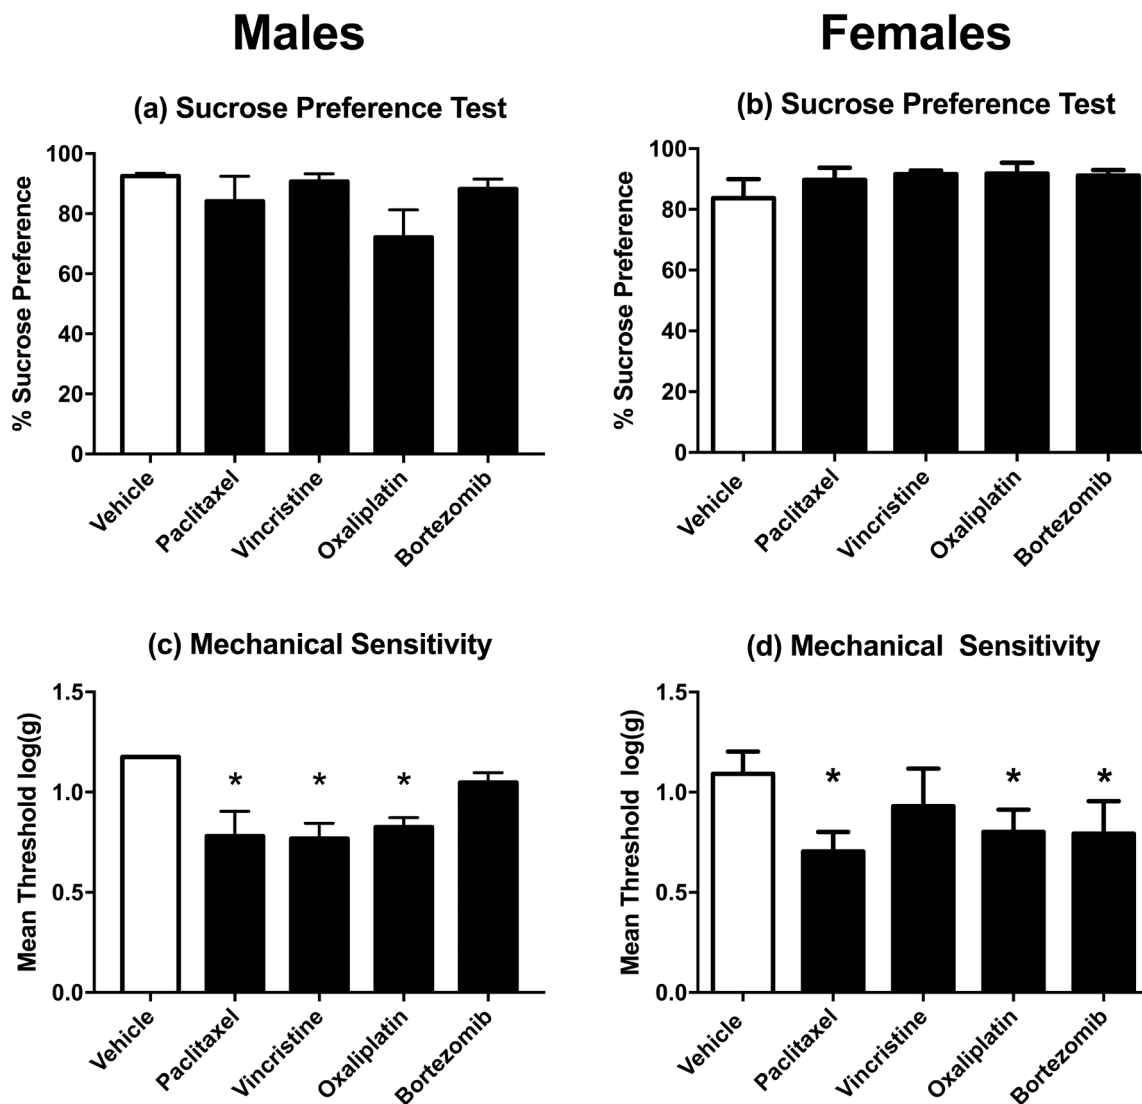 Males
Females
(a) Sucrose Preference Test
% Sucrose Preference
100
80
60
40
20
0
Vehicle
Paclitaxel
Vincristine
Oxaliplatin
Bortezomib
(b) Sucrose Preference Test
% Sucrose Preference
100
80
60
40
20
0
Vehicle
Paclitaxel
Vincristine
Oxaliplatin
Bortezomib
(c) Mechanical Sensitivity
Mean Threshold log(g)
1.5
1.0
0.5
0.0
* * *
Vehicle
Paclitaxel
Vincristine
Oxaliplatin
Bortezomib
(d) Mechanical Sensitivity
Mean Threshold log(g)
1.5
1.0
0.5
0.0
* * *
Vehicle
Paclitaxel
Vincristine
Oxaliplatin
Bortezomib